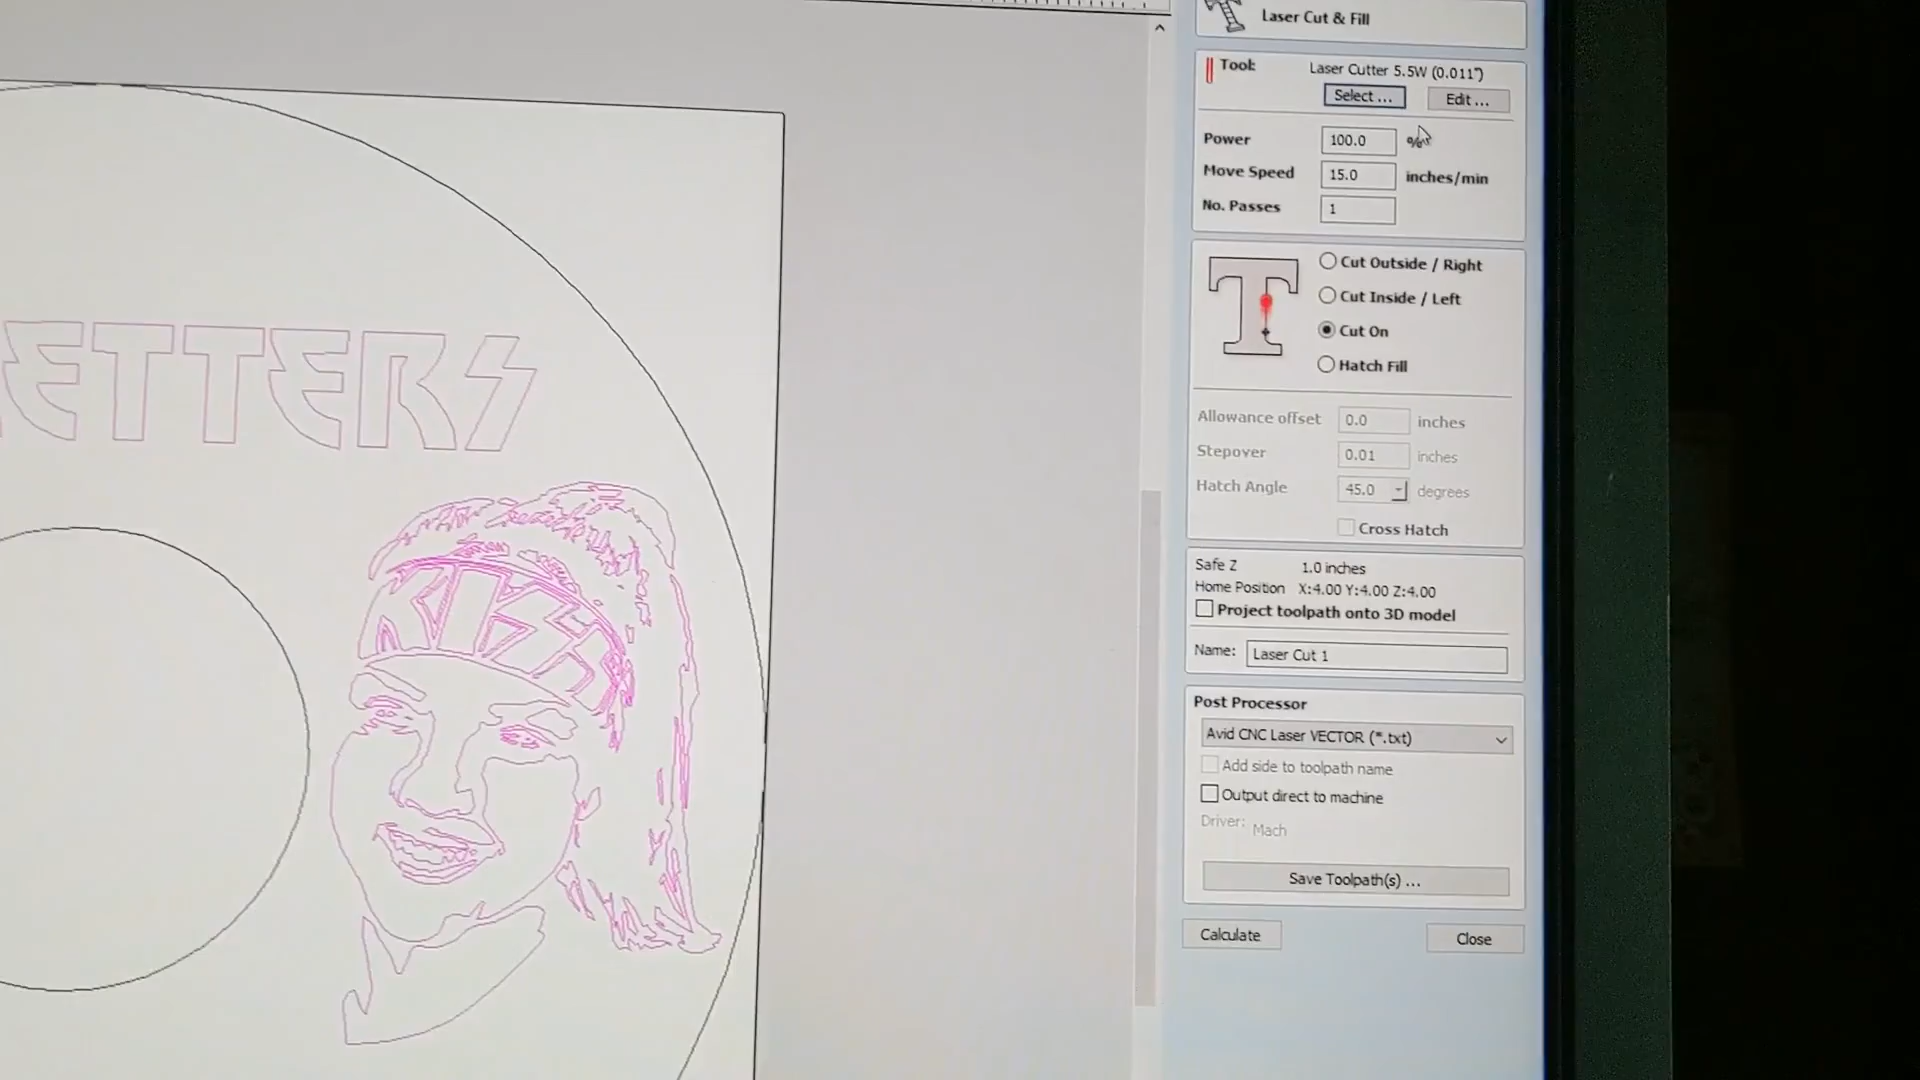 Laser Cut & Fill
Tool:
Laser Cutter 5.5W (0.011")
Select ...
Edit ...
Power
100.0
%
Move Speed
15.0
inches/min
No. Passes
1
Cut Outside / Right
Cut Inside / Left
Cut On
Hatch Fill
Allowance offset
0.0
inches
Stepover
0.01
inches
Hatch Angle
45.0
degrees
Cross Hatch
Safe Z
1.0 inches
Home Position
X:4.00 Y:4.00 Z:4.00
Project toolpath onto 3D model
Name:
Laser Cut 1
Post Processor
Avid CNC Laser VECTOR (*.txt)
Add side to toolpath name
Output direct to machine
Driver:
Mach
Save Toolpath(s) ...
Calculate
Close
ETTERS
KISS